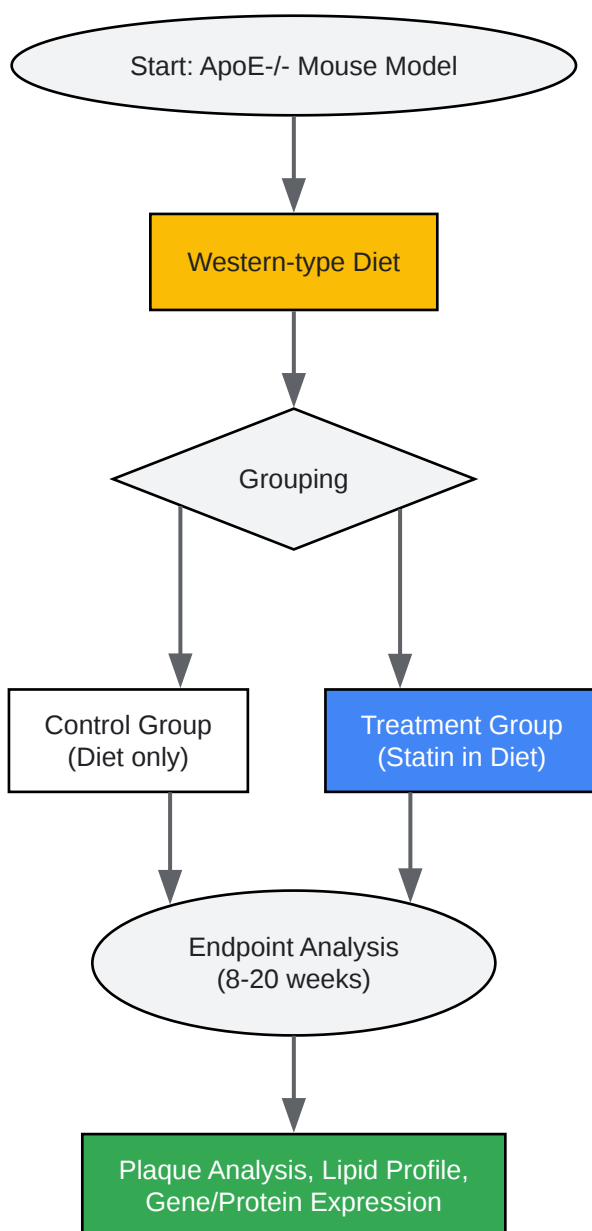 Start: ApoE-/- Mouse Model
Western-type Diet
Grouping
Control Group
(Diet only)
Treatment Group
(Statin in Diet)
Endpoint Analysis
(8-20 weeks)
Plaque Analysis, Lipid Profile,
Gene/Protein Expression